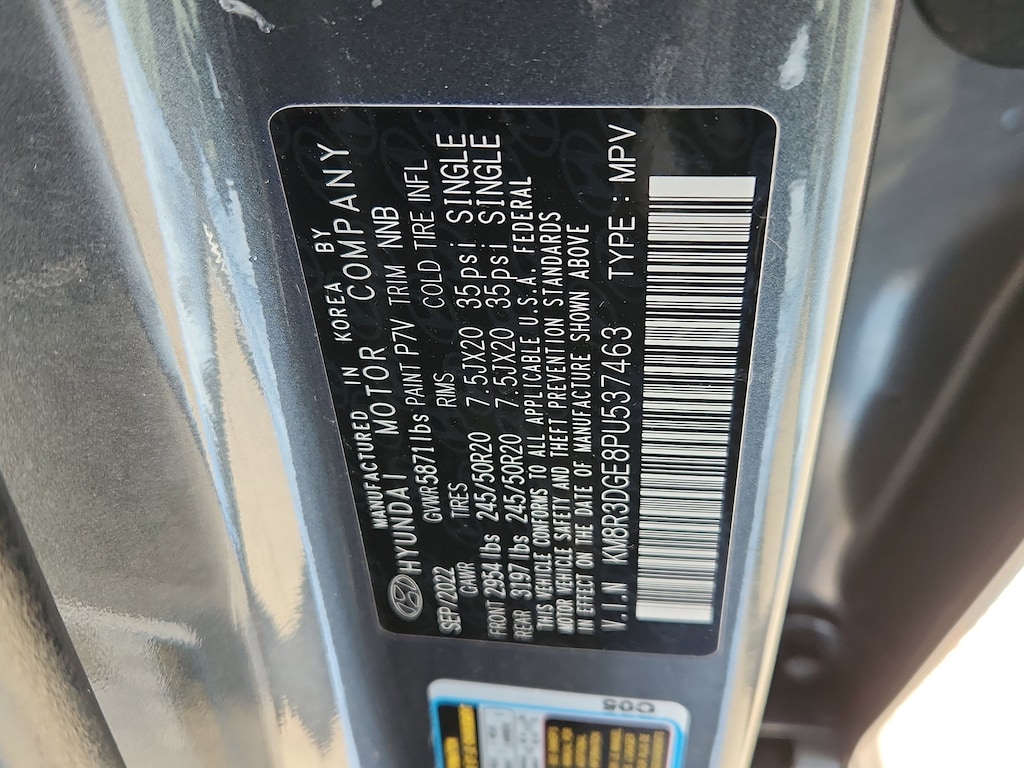 MANUFACTURED IN KOREA BY
HYUNDAI MOTOR COMPANY
SEP/2022 GVWR 5871lbs PAINT P7V TRIM NNB
GAWR TIRES RIMS COLD TIRE INFL
FRONT 2954 lbs 245/50R20 7.5JX20 35psi SINGLE
REAR 3197 lbs 245/50R20 7.5JX20 35psi SINGLE
THIS VEHICLE CONFORMS TO ALL APPLICABLE U.S.A. FEDERAL
MOTOR VEHICLE SAFETY AND THEFT PREVENTION STANDARDS
IN EFFECT ON THE DATE OF MANUFACTURE SHOWN ABOVE
V.I.N KM8R3DGE8PU537463 TYPE : MPV
C05